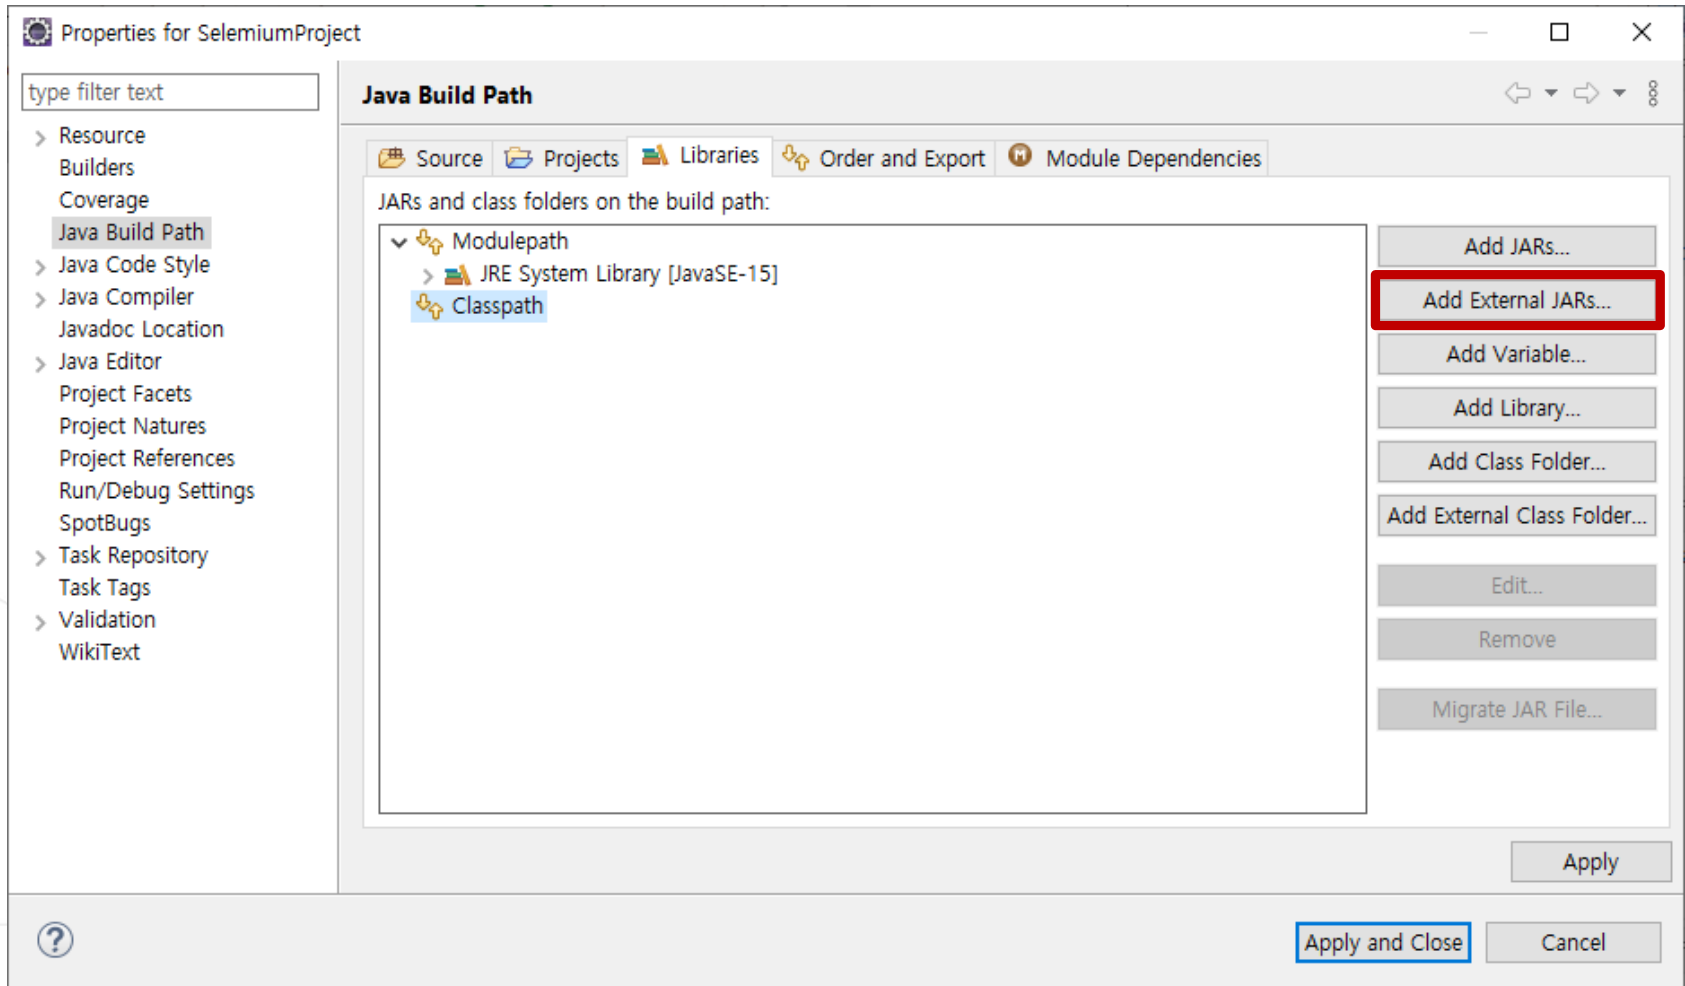 Properties for SelemiumProject
type filter text
Resource
Builders
Coverage
Java Build Path
Java Code Style
Java Compiler
Javadoc Location
Java Editor
Project Facets
Project Natures
Project References
Run/Debug Settings
SpotBugs
Task Repository
Task Tags
Validation
WikiText
Java Build Path
Source
Projects
Libraries
Order and Export
Module Dependencies
JARs and class folders on the build path:
Modulepath
JRE System Library [JavaSE-15]
Classpath
Add JARs...
Add External JARs...
Add Variable...
Add Library...
Add Class Folder...
Add External Class Folder...
Edit...
Remove
Migrate JAR File...
Apply
Apply and Close
Cancel